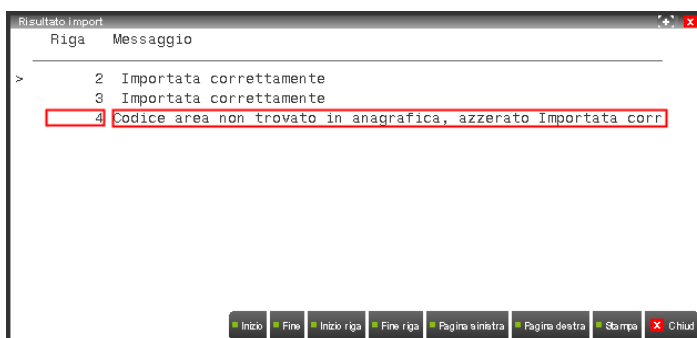 Risultato import
Riga Messaggio
> 2 Importata correttamente
3 Importata correttamente
4 Codice area non trovato in anagrafica, azzerato Importata corr
Inizio Fine Inizio riga Fine riga Pagina sinistra Pagina destra Stampa X Chiud